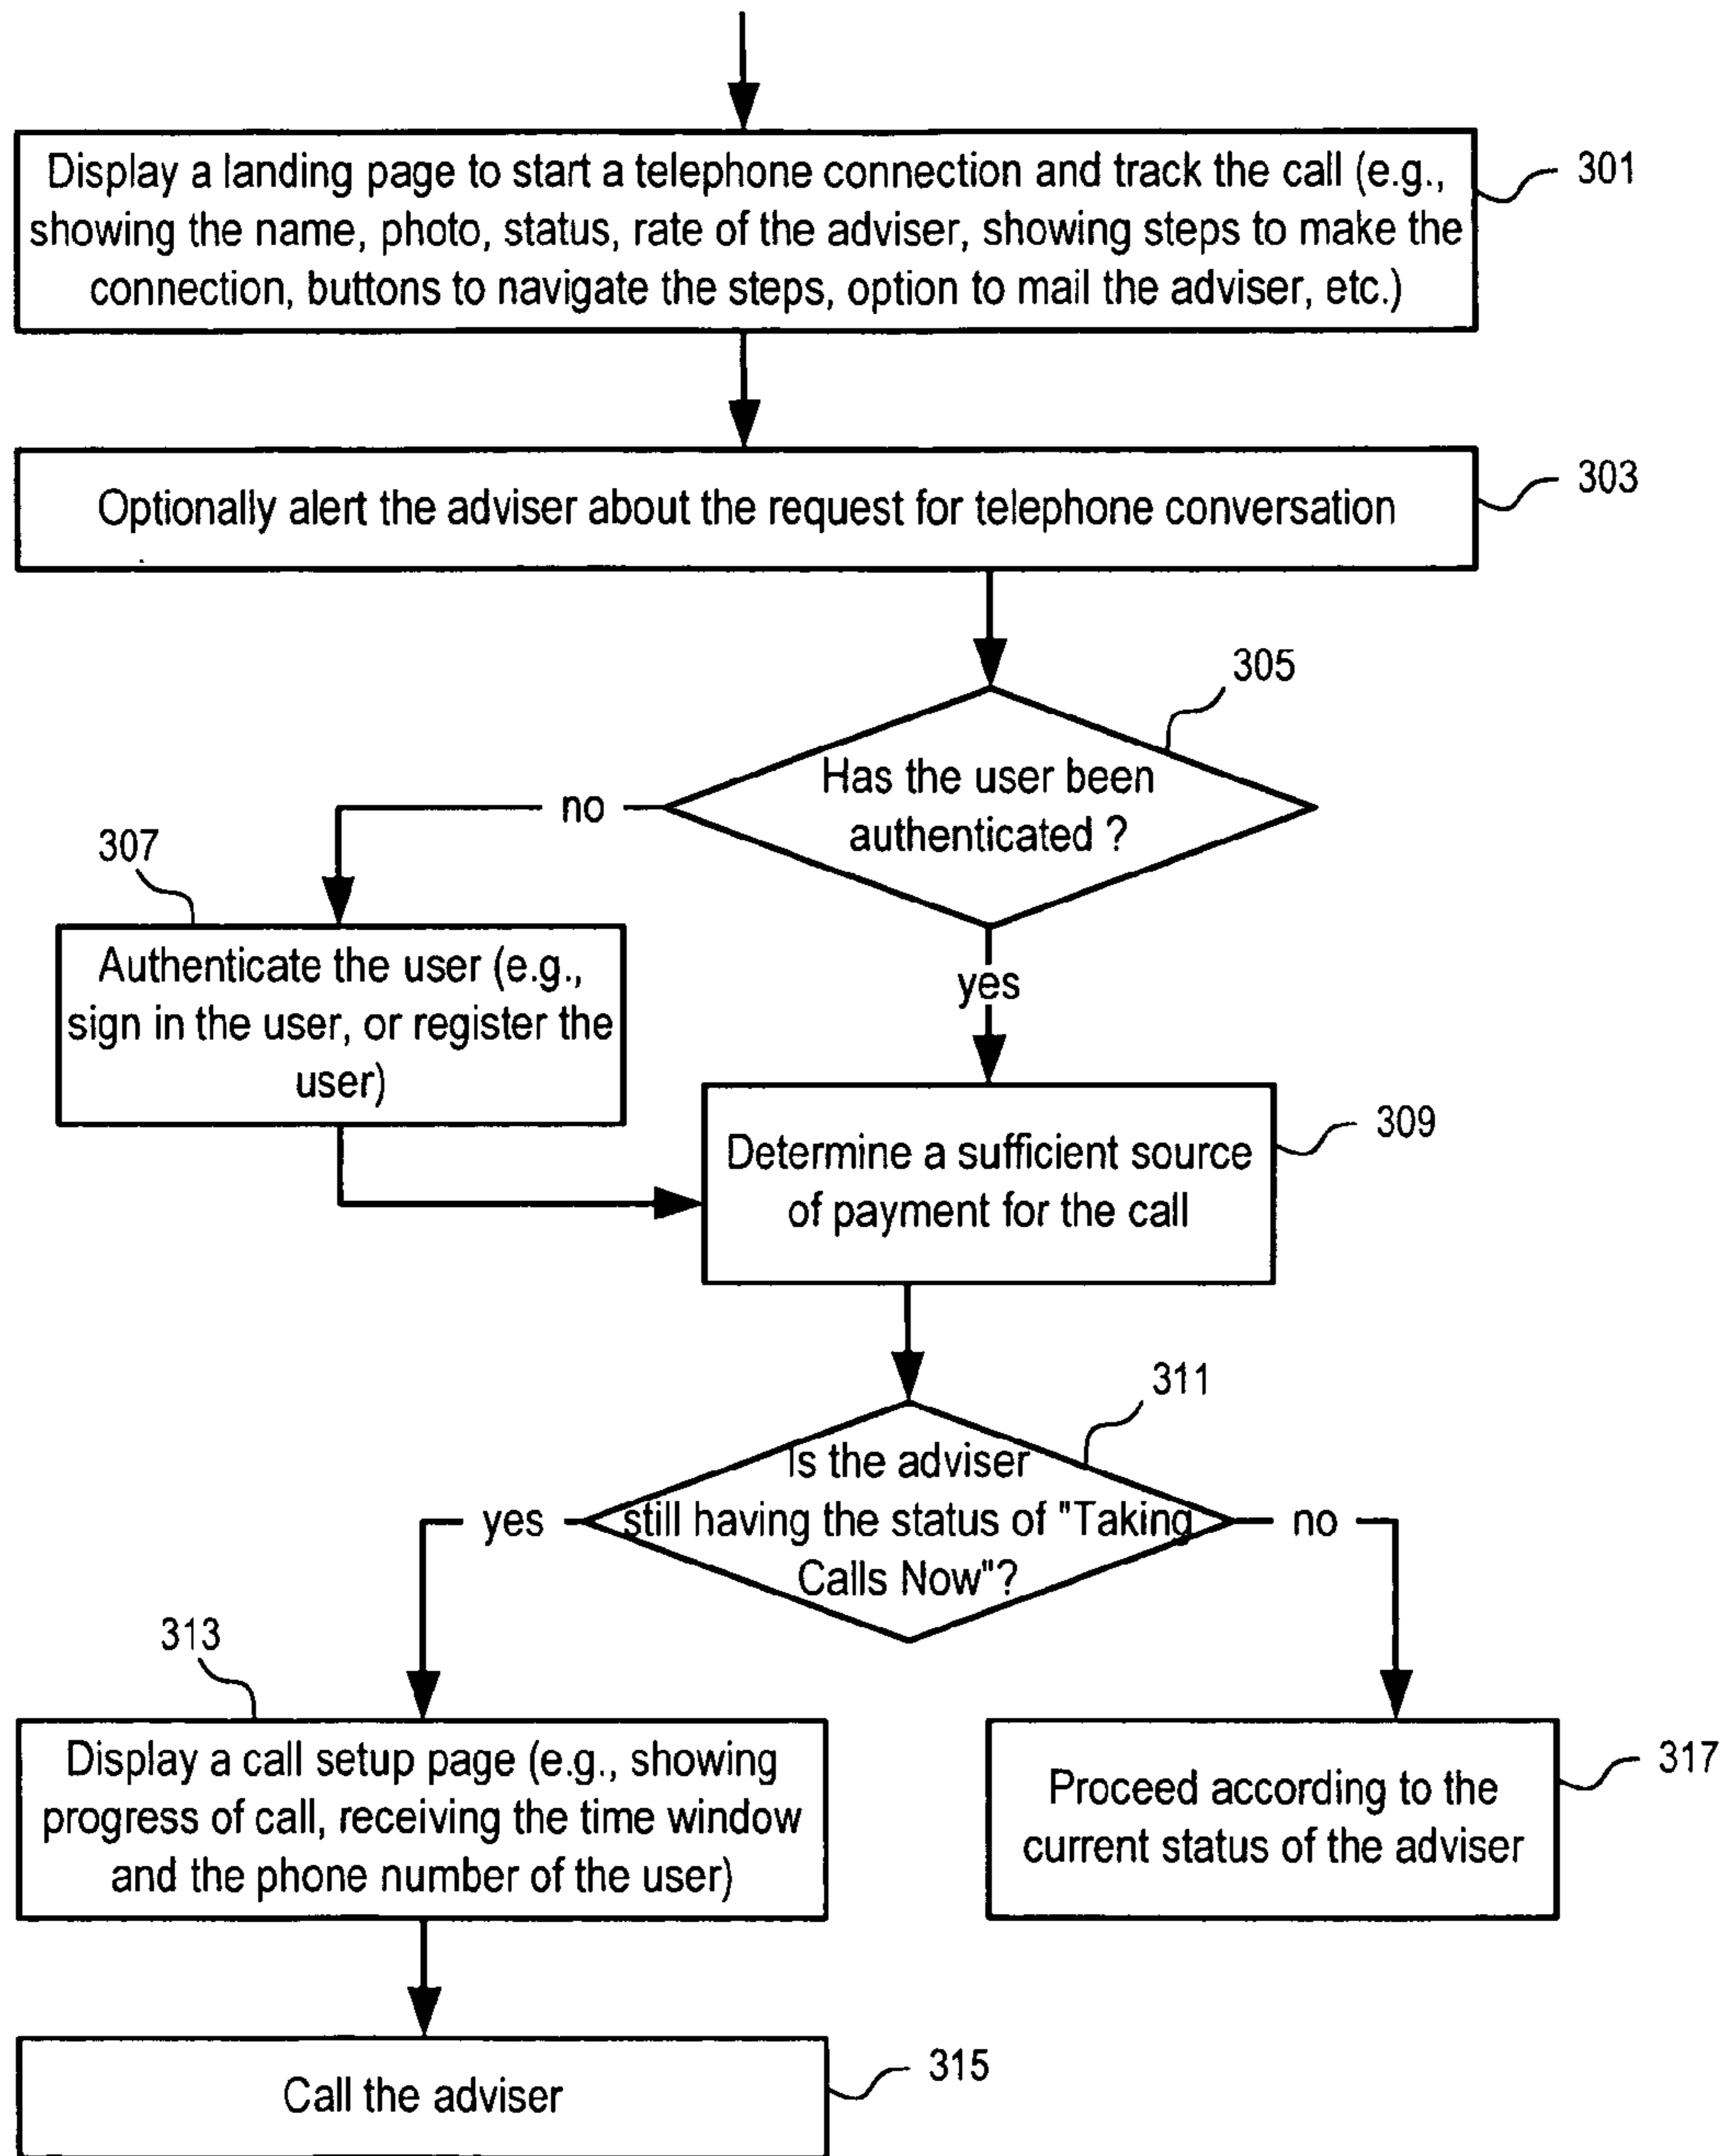 Display a landing page to start a telephone connection and track the call (e.g.,
showing the name, photo, status, rate of the adviser, showing steps to make the
connection, buttons to navigate the steps, option to mail the adviser, etc.)
301
Optionally alert the adviser about the request for telephone conversation
303
305
Has the user been
authenticated ?
no
307
Authenticate the user (e.g.,
sign in the user, or register the
user)
yes
309
Determine a sufficient source
of payment for the call
311
Is the adviser
still having the status of "Taking
Calls Now"?
yes
no
313
Display a call setup page (e.g., showing
progress of call, receiving the time window
and the phone number of the user)
317
Proceed according to the
current status of the adviser
315
Call the adviser